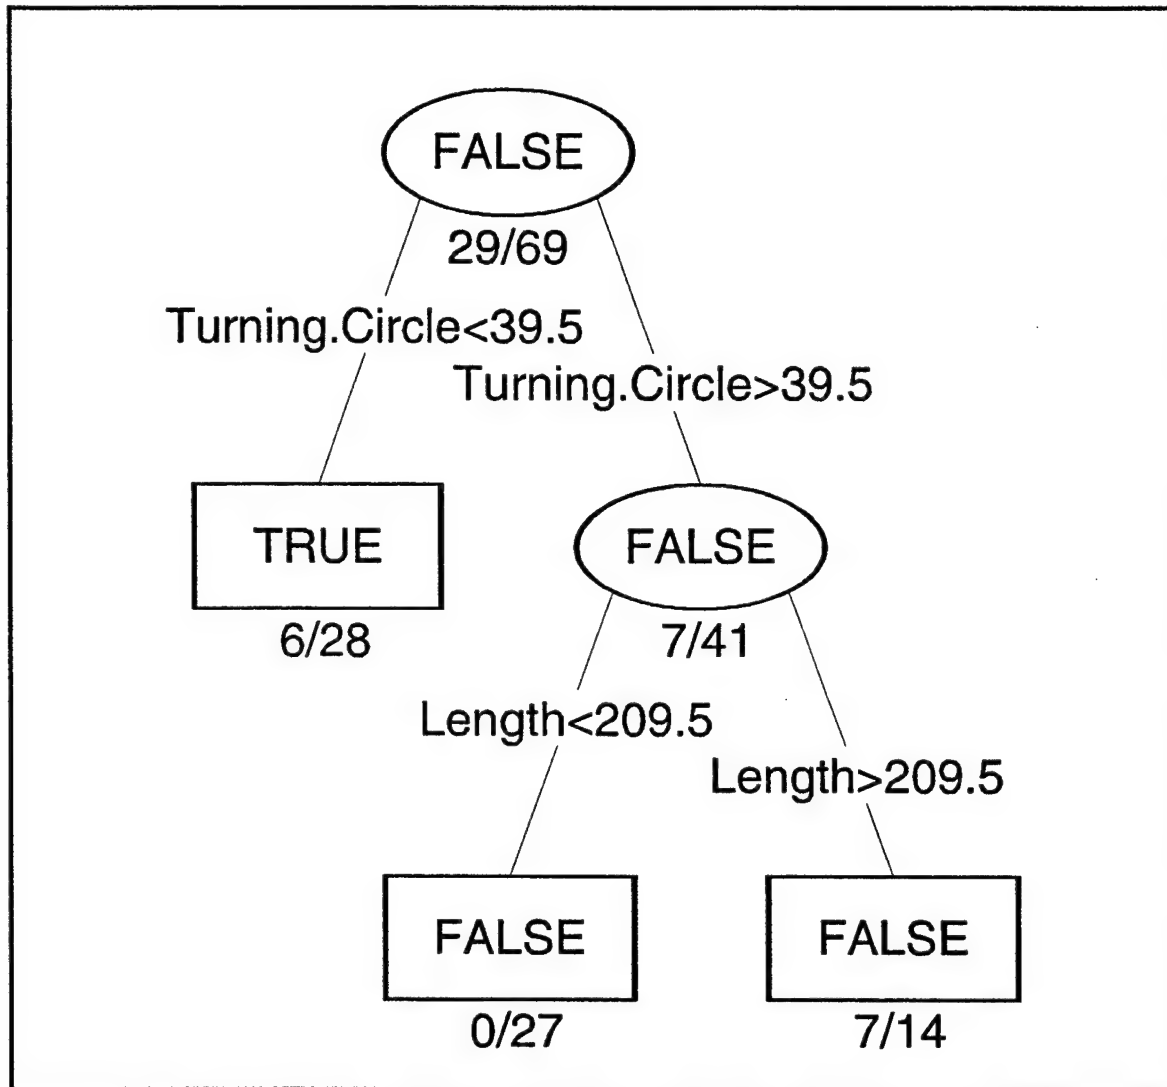 FALSE
29/69
Turning.Circle<39.5
Turning.Circle>39.5
TRUE
FALSE
6/28
7/41
Length<209.5
Length>209.5
FALSE
FALSE
0/27
7/14